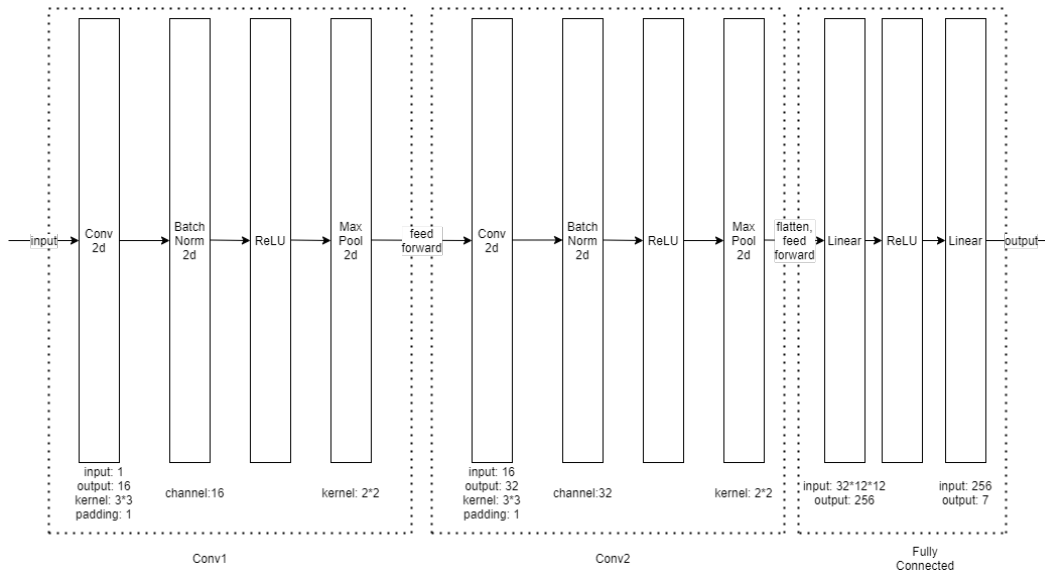 input
Conv
2d
Batch
Norm
2d
ReLU
Max
Pool
2d
feed
forward
Conv
2d
Batch
Norm
2d
ReLU
Max
Pool
2d
flatten,
feed
forward
Linear
ReLU
Linear
output
input: 1
output: 16
kernel: 3*3
padding: 1
channel:16
kernel: 2*2
input: 16
output: 32
kernel: 3*3
padding: 1
channel:32
kernel: 2*2
input: 32*12*12
output: 256
input: 256
output: 7
Conv1
Conv2
Fully
Connected